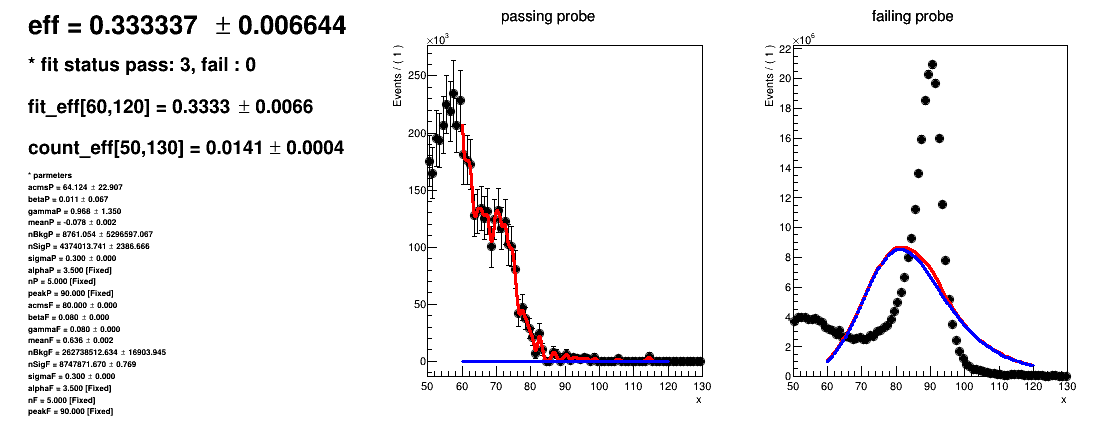 eff = 0.333337 ± 0.006644
* fit status pass: 3, fail : 0
fit_eff[60,120] = 0.3333 ± 0.0066
count_eff[50,130] = 0.0141 ± 0.0004
* parmeters
acmsP = 64.124 ± 22.907
betaP = 0.011 ± 0.067
gammaP = 0.968 ± 1.350
meanP = -0.078 ± 0.002
nBkgP = 8761.054 ± 5296597.067
nSigP = 4374013.741 ± 2386.666
sigmaP = 0.300 ± 0.000
alphaP = 3.500 [Fixed]
nP = 5.000 [Fixed]
peakP = 90.000 [Fixed]
acmsF = 80.000 ± 0.000
betaF = 0.080 ± 0.000
gammaF = 0.080 ± 0.000
meanF = 0.636 ± 0.002
nBkgF = 262738512.634 ± 16903.945
nSigF = 8747871.670 ± 0.769
sigmaF = 0.300 ± 0.000
alphaF = 3.500 [Fixed]
nF = 5.000 [Fixed]
peakF = 90.000 [Fixed]
passing probe
×10³
Events / ( 1 )
250
200
150
100
50
0
50 60 70 80 90 100 110 120 130
x
failing probe
×10⁶
Events / ( 1 )
22
20
18
16
14
12
10
8
6
4
2
0
50 60 70 80 90 100 110 120 130
x